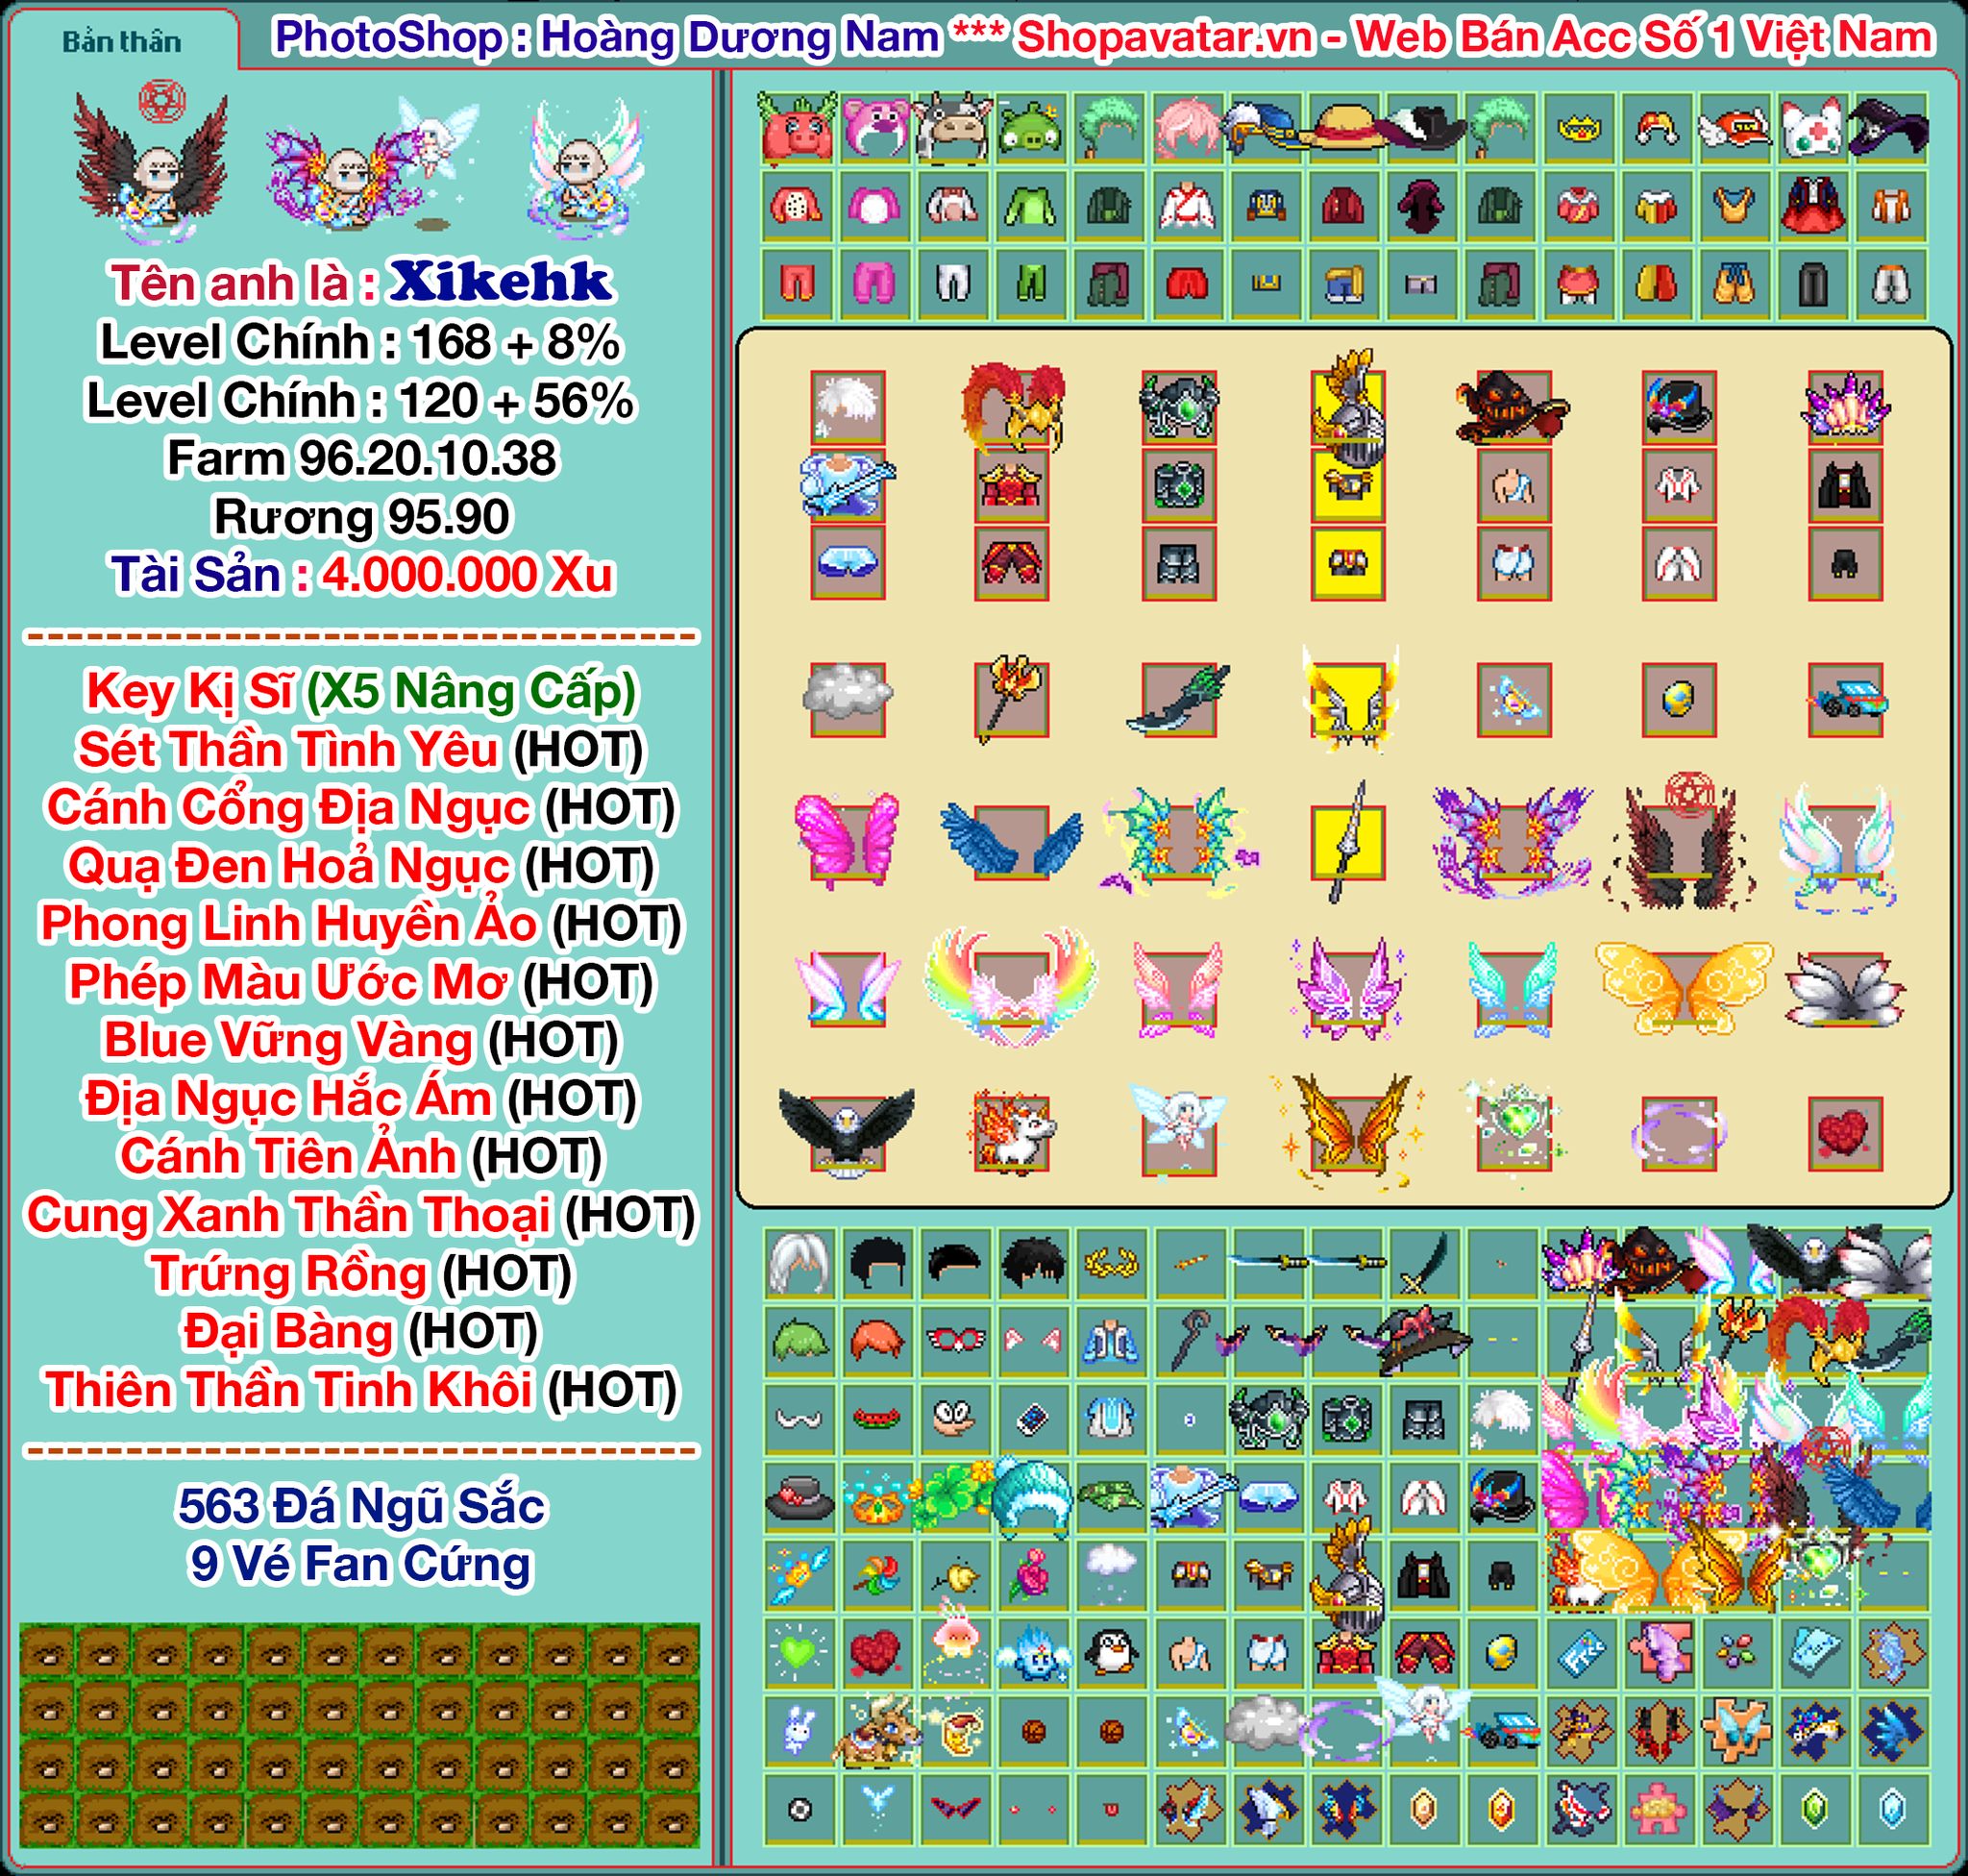 Bản thân
PhotoShop : Hoàng Dương Nam *** Shopavatar.vn - Web Bán Acc Số 1 Việt Nam
Tên anh là : Xikehk
Level Chính : 168 + 8%
Level Chính : 120 + 56%
Farm 96.20.10.38
Rương 95.90
Tài Sản : 4.000.000 Xu
Key Kị Sĩ (X5 Nâng Cấp)
Sét Thần Tình Yêu (HOT)
Cánh Cổng Địa Ngục (HOT)
Quạ Đen Hoả Ngục (HOT)
Phong Linh Huyền Ảo (HOT)
Phép Màu Ước Mơ (HOT)
Blue Vững Vàng (HOT)
Địa Ngục Hắc Ám (HOT)
Cánh Tiên Ảnh (HOT)
Cung Xanh Thần Thoại (HOT)
Trứng Rồng (HOT)
Đại Bàng (HOT)
Thiên Thần Tinh Khôi (HOT)
563 Đá Ngũ Sắc
9 Vé Fan Cứng